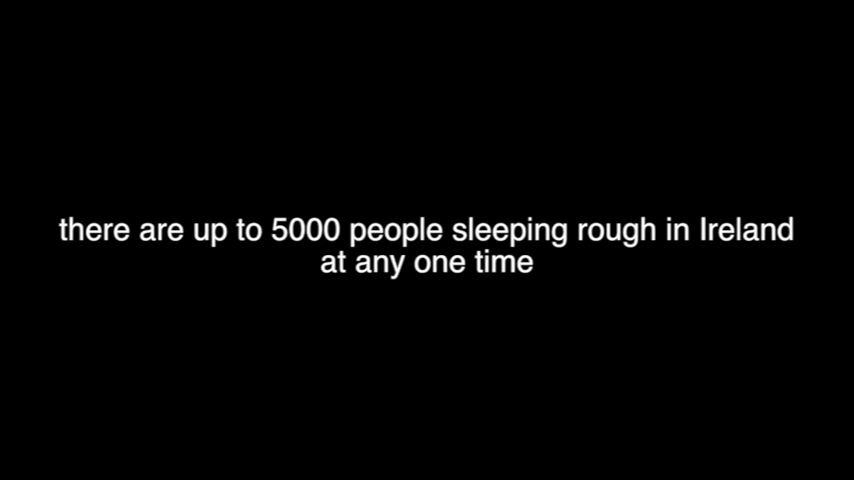 there are up to 5000 people sleeping rough in Ireland
at any one time